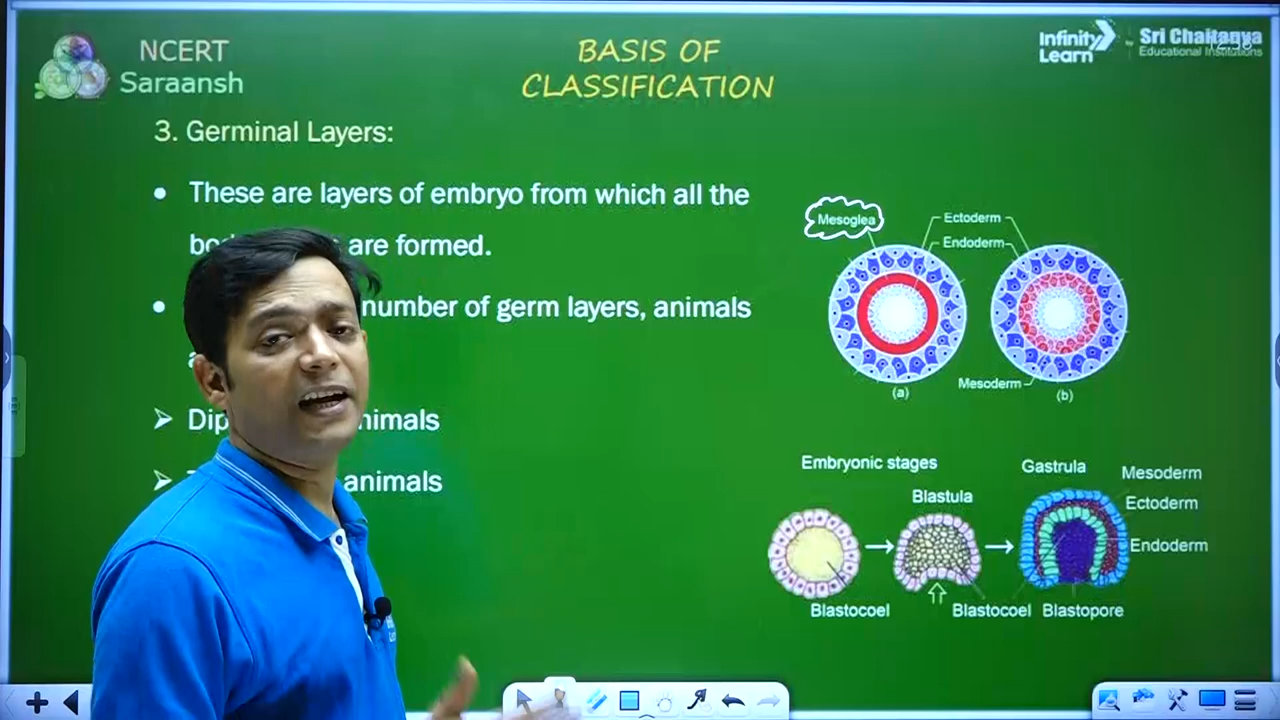 NCERT
Saraansh
BASIS OF
CLASSIFICATION
Infinity
Learn
Sri Chaitanya
Educational Institutions
3. Germinal Layers:
• These are layers of embryo from which all the
are formed.
• number of germ layers, animals
Mesoglea
Ectoderm
Endoderm
Mesoderm
(a)
(b)
➤ animals
➤ animals
Embryonic stages
Gastrula
Mesoderm
Blastula
Ectoderm
Endoderm
Blastocoel
Blastocoel
Blastopore